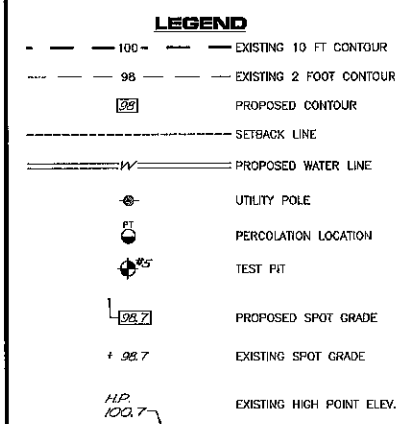 LEGEND
100 EXISTING 10 FT CONTOUR
98 EXISTING 2 FOOT CONTOUR
98 PROPOSED CONTOUR
SETBACK LINE
W PROPOSED WATER LINE
UTILITY POLE
PT PERCOLATION LOCATION
#5 TEST PIT
98.7 PROPOSED SPOT GRADE
+ 98.7 EXISTING SPOT GRADE
H.P.
100.7 EXISTING HIGH POINT ELEV.